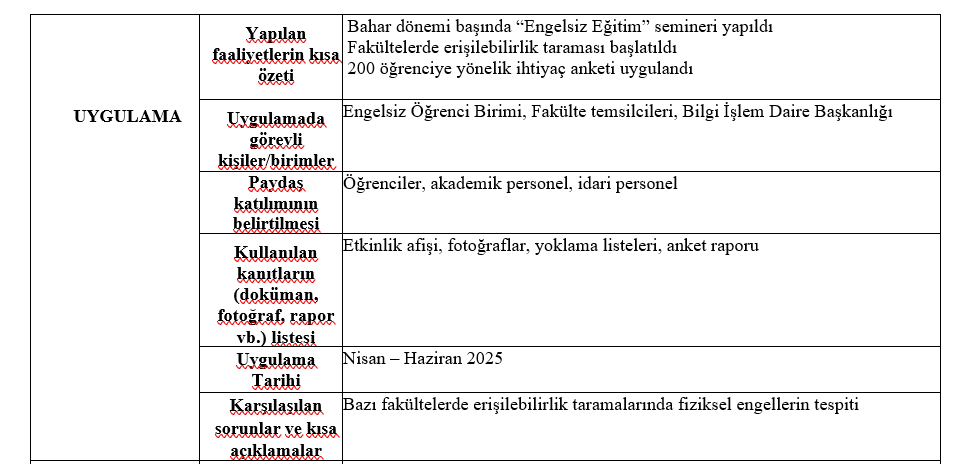 UYGULAMA
Yapılan
faaliyetlerin kısa
özeti
Bahar dönemi başında “Engelsiz Eğitim” semineri yapıldı
Fakültelerde erişilebilirlik taraması başlatıldı
200 öğrenciye yönelik ihtiyaç anketi uygulandı
Uygulamada
görevli
kişiler/birimler
Engelsiz Öğrenci Birimi, Fakülte temsilcileri, Bilgi İşlem Daire Başkanlığı
Paydaş
katılımının
belirtilmesi
Öğrenciler, akademik personel, idari personel
Kullanılan
kanıtların
(doküman,
fotoğraf, rapor
vb.) listesi
Etkinlik afişi, fotoğraflar, yoklama listeleri, anket raporu
Uygulama
Tarihi
Nisan – Haziran 2025
Karşılaşılan
sorunlar ve kısa
açıklamalar
Bazı fakültelerde erişilebilirlik taramalarında fiziksel engellerin tespiti